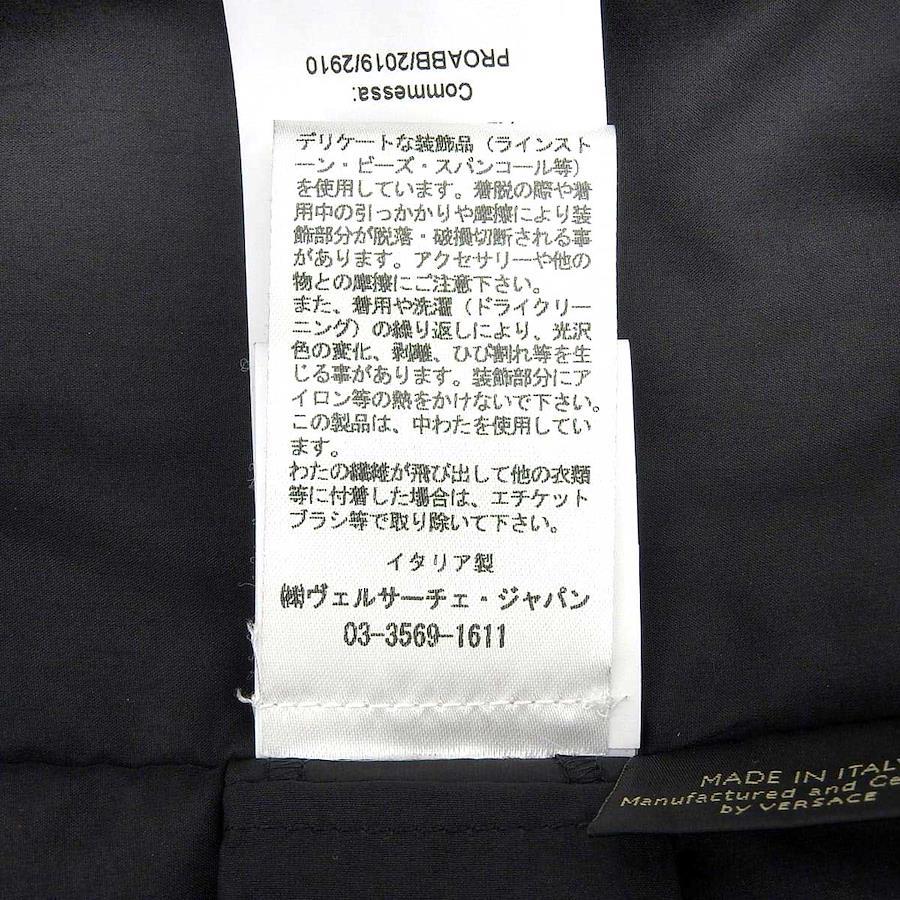 PROABB/2019/2910
Commessa:
デリケートな装飾品（ラインスト
ーン・ビーズ・スパンコール等）
を使用しています。着脱の際や着
用中の引っかかりや摩擦により装
飾部分が脱落・破損切断される事
があります。アクセサリーや他の
物との摩擦にご注意下さい。
また、着用や洗濯（ドライクリー
ニング）の繰り返しにより、光沢
色の変化、剥離、ひび割れ等を生
じる事があります。装飾部分にア
イロン等の熱をかけないで下さい。
この製品は、中わたを使用してい
ます。
わたの繊維が飛び出して他の衣類
等に付着した場合は、エチケット
ブラシ等で取り除いて下さい。
イタリア製
㈱ヴェルサーチェ・ジャパン
03-3569-1611
MADE IN ITALY
Manufactured and Ce
by VERSACE